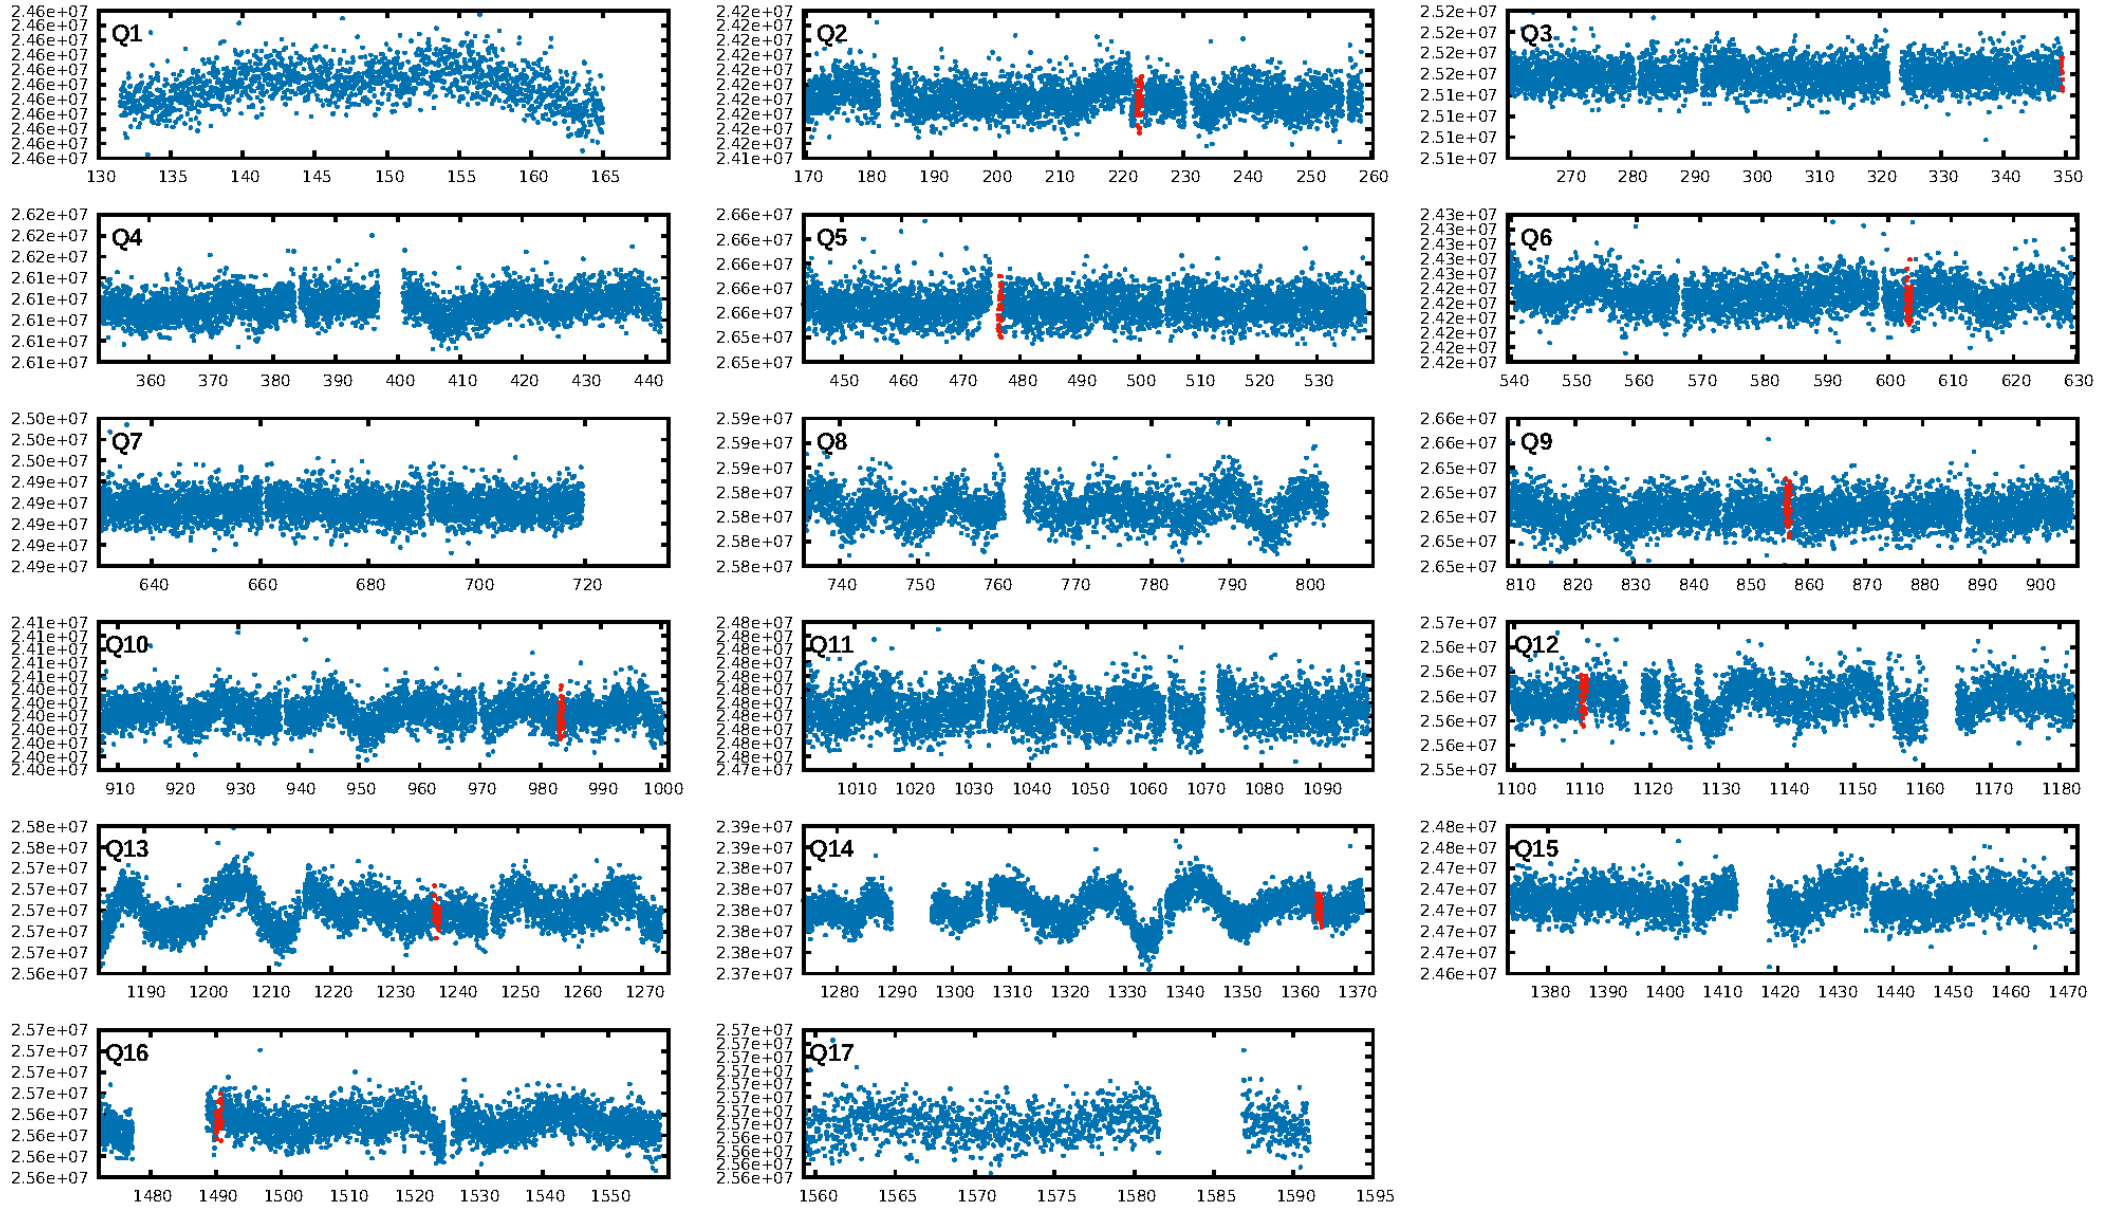 2.46e+07
2.46e+07
2.46e+07
2.46e+07
2.46e+07
2.46e+07
2.46e+07
2.46e+07
2.46e+07
2.46e+07
2.46e+07
Q1
130 135 140 145 150 155 160 165
2.42e+07
2.42e+07
2.42e+07
2.42e+07
2.42e+07
2.42e+07
2.42e+07
2.42e+07
2.42e+07
2.42e+07
2.41e+07
Q2
170 180 190 200 210 220 230 240 250 260
2.52e+07
2.52e+07
2.52e+07
2.52e+07
2.51e+07
2.51e+07
2.51e+07
2.51e+07
Q3
270 280 290 300 310 320 330 340 350
2.62e+07
2.62e+07
2.62e+07
2.61e+07
2.61e+07
2.61e+07
2.61e+07
2.61e+07
Q4
360 370 380 390 400 410 420 430 440
2.66e+07
2.66e+07
2.66e+07
2.66e+07
2.66e+07
2.65e+07
2.65e+07
Q5
450 460 470 480 490 500 510 520 530
2.43e+07
2.43e+07
2.43e+07
2.43e+07
2.43e+07
2.42e+07
2.42e+07
2.42e+07
2.42e+07
2.42e+07
2.42e+07
Q6
540 550 560 570 580 590 600 610 620 630
2.50e+07
2.50e+07
2.50e+07
2.49e+07
2.49e+07
2.49e+07
2.49e+07
2.49e+07
Q7
640 660 680 700 720
2.59e+07
2.59e+07
2.59e+07
2.58e+07
2.58e+07
2.58e+07
2.58e+07
Q8
740 750 760 770 780 790 800
2.66e+07
2.66e+07
2.65e+07
2.65e+07
2.65e+07
2.65e+07
2.65e+07
Q9
810 820 830 840 850 860 870 880 890 900
2.41e+07
2.41e+07
2.41e+07
2.41e+07
2.41e+07
2.40e+07
2.40e+07
2.40e+07
2.40e+07
2.40e+07
2.40e+07
2.40e+07
Q10
910 920 930 940 950 960 970 980 990 1000
2.48e+07
2.48e+07
2.48e+07
2.48e+07
2.48e+07
2.48e+07
2.48e+07
2.48e+07
2.48e+07
2.48e+07
2.48e+07
2.47e+07
Q11
1010 1020 1030 1040 1050 1060 1070 1080 1090
2.57e+07
2.56e+07
2.56e+07
2.56e+07
2.56e+07
2.56e+07
2.55e+07
Q12
1100 1110 1120 1130 1140 1150 1160 1170 1180
2.58e+07
2.58e+07
2.57e+07
2.57e+07
2.57e+07
2.57e+07
2.57e+07
2.56e+07
Q13
1190 1200 1210 1220 1230 1240 1250 1260 1270
2.39e+07
2.38e+07
2.38e+07
2.38e+07
2.38e+07
2.38e+07
2.38e+07
2.37e+07
Q14
1280 1290 1300 1310 1320 1330 1340 1350 1360 1370
2.48e+07
2.48e+07
2.47e+07
2.47e+07
2.47e+07
2.47e+07
2.47e+07
2.46e+07
Q15
1380 1390 1400 1410 1420 1430 1440 1450 1460 1470
2.57e+07
2.57e+07
2.57e+07
2.57e+07
2.56e+07
2.56e+07
2.56e+07
2.56e+07
Q16
1480 1490 1500 1510 1520 1530 1540 1550
2.57e+07
2.57e+07
2.57e+07
2.57e+07
2.57e+07
2.57e+07
2.57e+07
2.56e+07
2.56e+07
2.56e+07
2.56e+07
2.56e+07
Q17
1560 1565 1570 1575 1580 1585 1590 1595